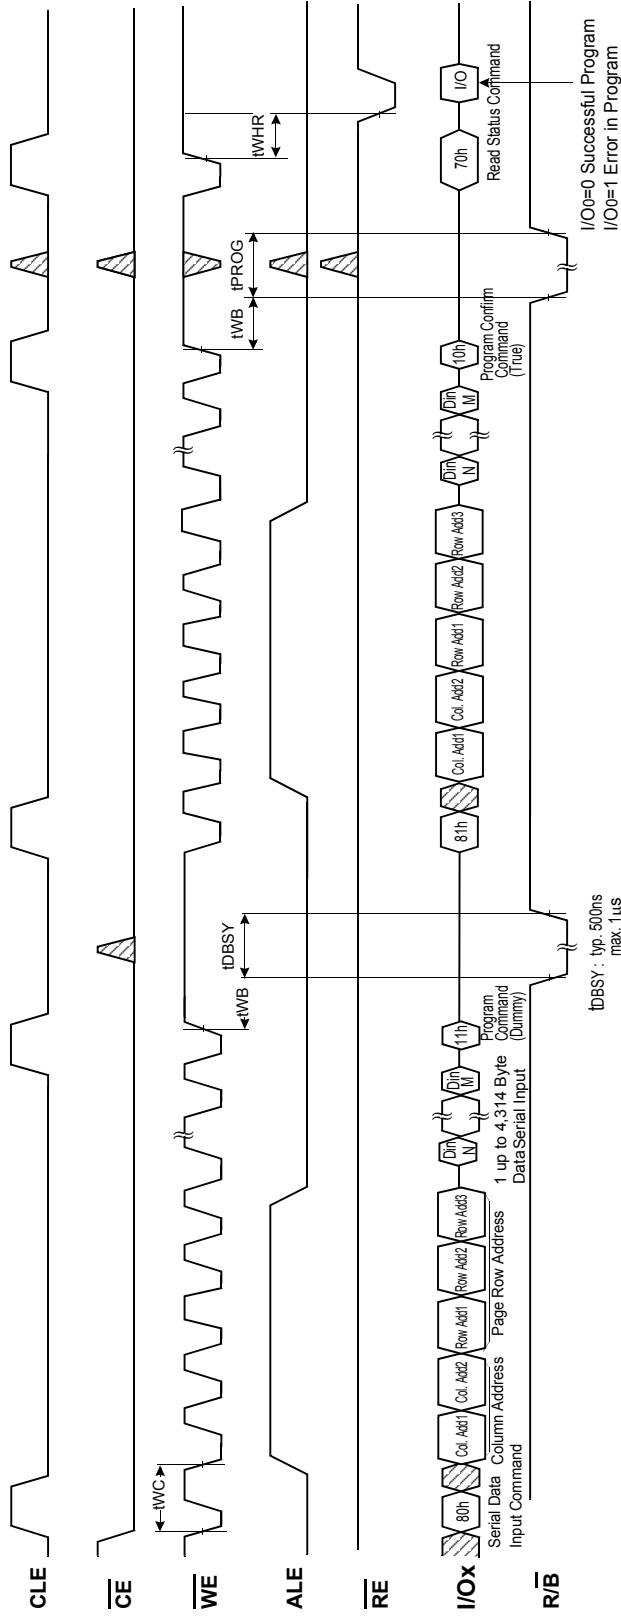 CLE
CE
WE
ALE
RE
I/Ox
R/B
tWC
tWB
tDBSY
tWB
tPROG
tWHR
80h
Col. Add1
Col. Add2
Row Add1
Row Add2
Row Add3
Din
N
Din
M
11h
81h
Col. Add1
Col. Add2
Row Add1
Row Add2
Row Add3
Din
N
Din
M
10h
70h
I/O
Serial Data
Input Command
Column Address
Page Row Address
1 up to 4,314 Byte
Data Serial Input
Program
Command
(Dummy)
Program Confirm
Command
(True)
Read Status Command
tDBSY : typ. 500ns
max. 1µs
I/O0=0 Successful Program
I/O0=1 Error in Program